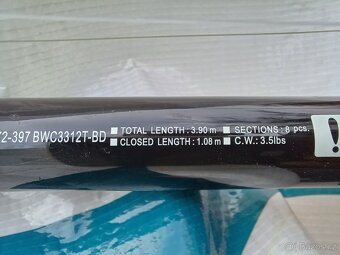 2-397 BWC3312T-BD
TOTAL LENGTH: 3.90 m
SECTIONS: 8 pcs.
CLOSED LENGTH: 1.08 m
C.W.: 3.5lbs